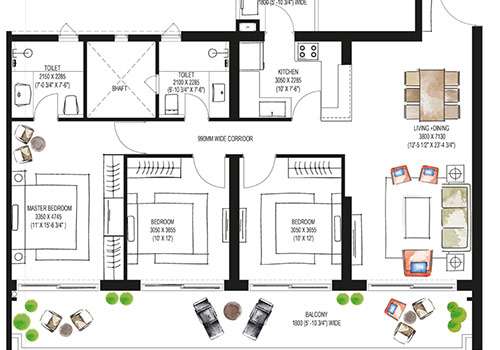 1800 (5'-10.3/4") WIDE
TOILET
2150 X 2285
(7'-0.3/4" X 7'-6")
SHAFT
TOILET
2100 X 2285
(6'-10.3/4" X 7'-6")
KITCHEN
3050 X 2285
(10' X 7'-6")
LIVING +DINING
3800 X 7130
(12'-5.1/2" X 23'-4.3/4")
990MM WIDE CORRIDOR
MASTER BEDROOM
3350 X 4745
(11' X 15'-6.3/4" )
BEDROOM
3050 X 3655
(10' X 12')
BEDROOM
3050 X 3655
(10' X 12')
BALCONY
1800 (5'-10.3/4") WIDE